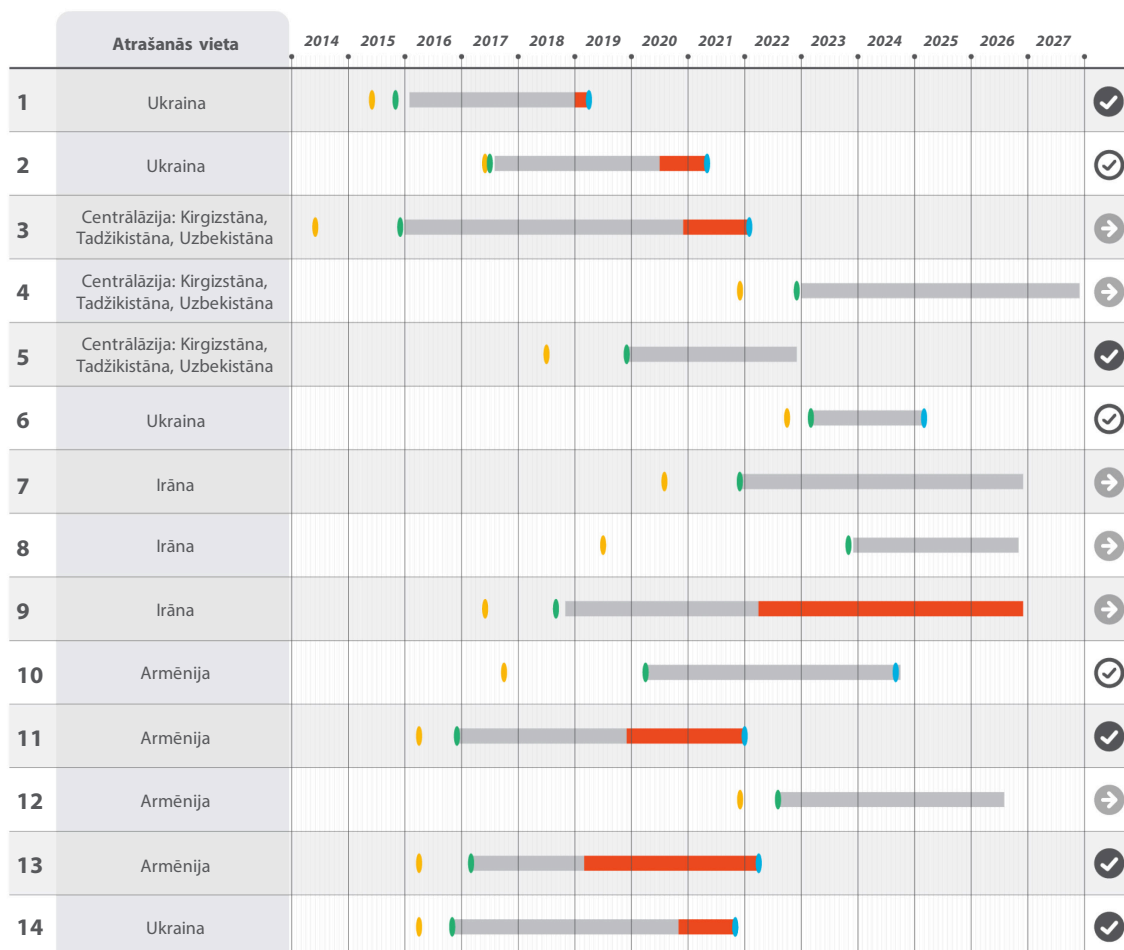 Atrašanās vieta 2014 2015 2016 2017 2018 2019 2020 2021 2022 2023 2024 2025 2026 2027
1 Ukraina
2 Ukraina
Centrālāzija: Kirgizstāna,
3 Tadžikistāna, Uzbekistāna
Centrālāzija: Kirgizstāna,
4 Tadžikistāna, Uzbekistāna
Centrālāzija: Kirgizstāna,
5 Tadžikistāna, Uzbekistāna
6 Ukraina
7 Irāna
8 Irāna
9 Irāna
10 Armēnija
11 Armēnija
12 Armēnija
13 Armēnija
14 Ukraina